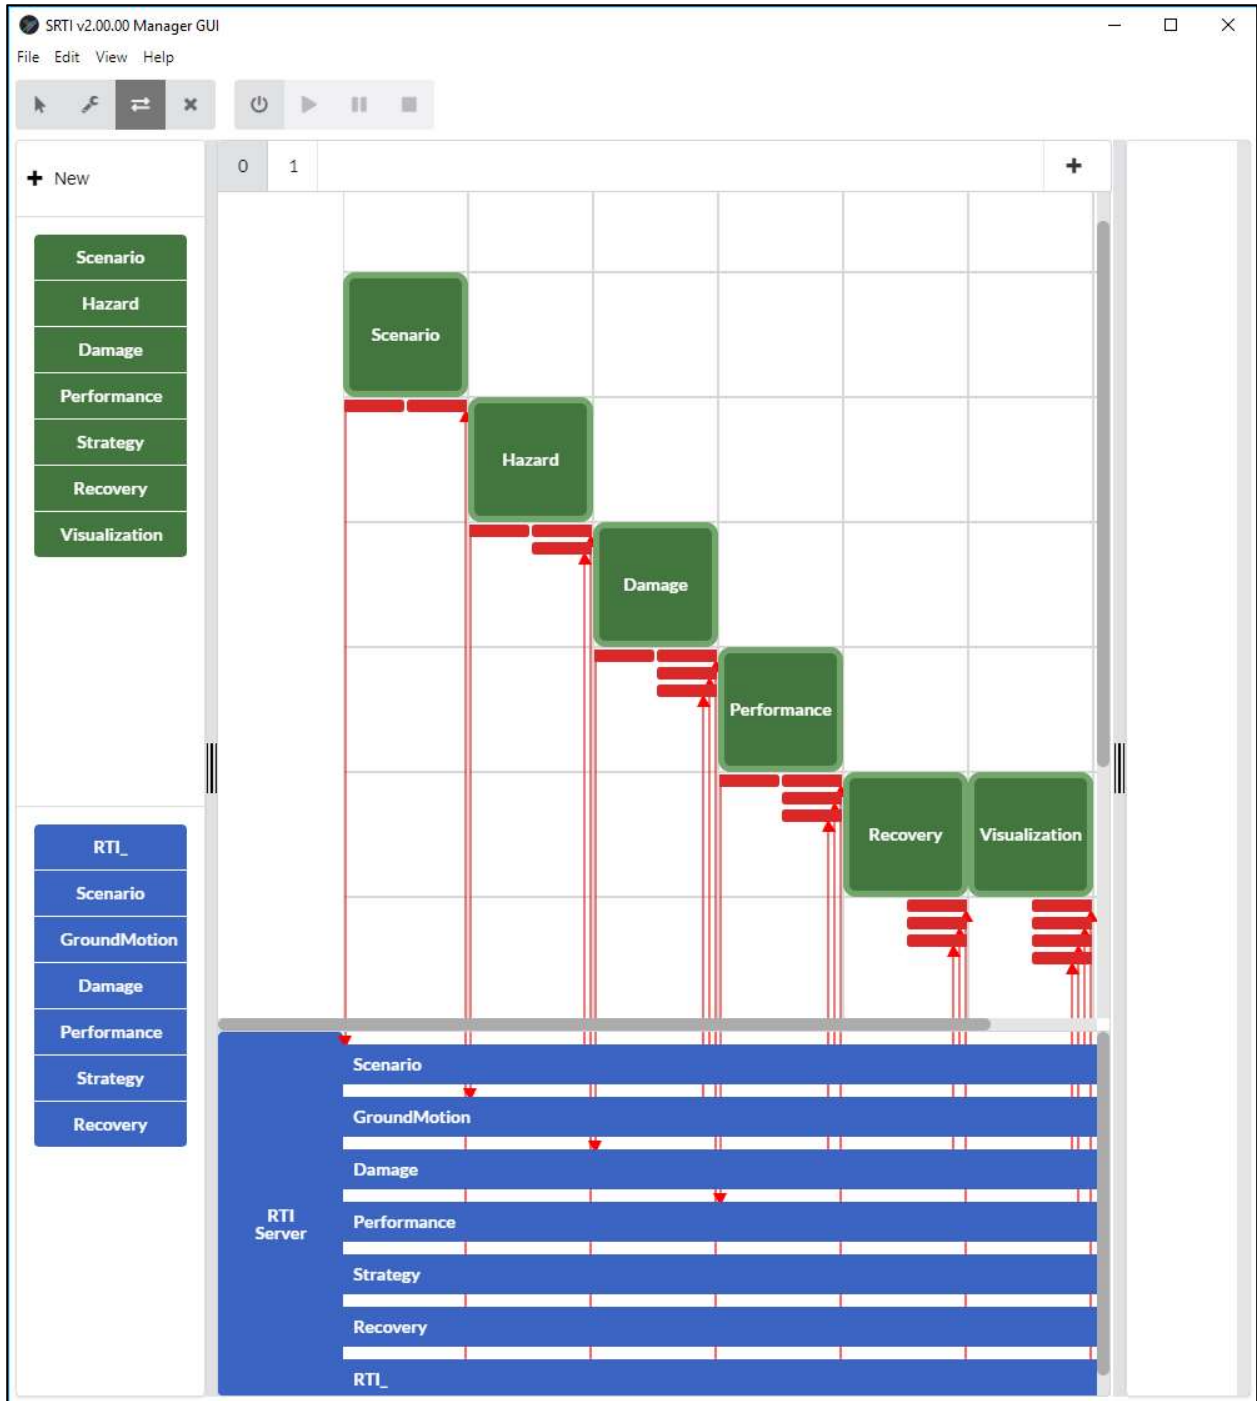 SRTI v2.00.00 Manager GUI
File Edit View Help
New
0 1
Scenario
Hazard
Damage
Performance
Strategy
Recovery
Visualization
RTI_
Scenario
GroundMotion
Damage
Performance
Strategy
Recovery
Scenario
Hazard
Damage
Performance
Recovery Visualization
RTI
Server
Scenario
GroundMotion
Damage
Performance
Strategy
Recovery
RTI_